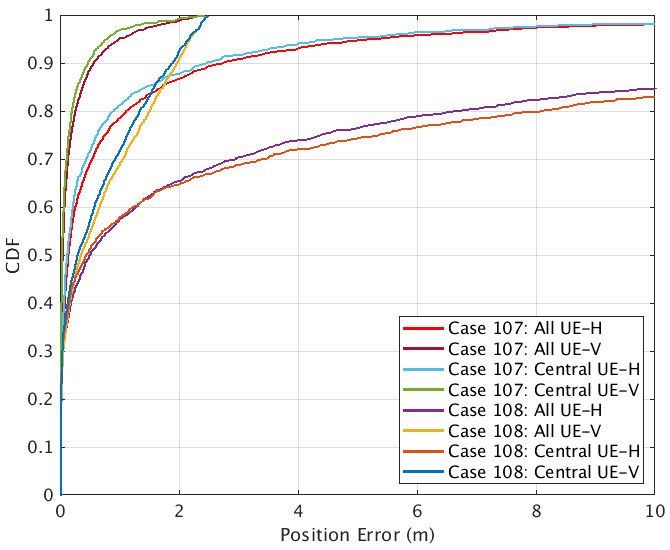 1
0.9
0.8
0.7
0.6
0.5
0.4
0.3
0.2
0.1
0
CDF
Case 107: All UE-H
Case 107: All UE-V
Case 107: Central UE-H
Case 107: Central UE-V
Case 108: All UE-H
Case 108: All UE-V
Case 108: Central UE-H
Case 108: Central UE-V
0 2 4 6 8 10
Position Error (m)